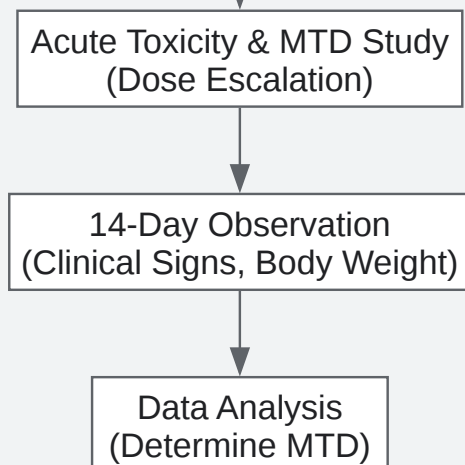 Acute Toxicity & MTD Study
(Dose Escalation)
14-Day Observation
(Clinical Signs, Body Weight)
Data Analysis
(Determine MTD)